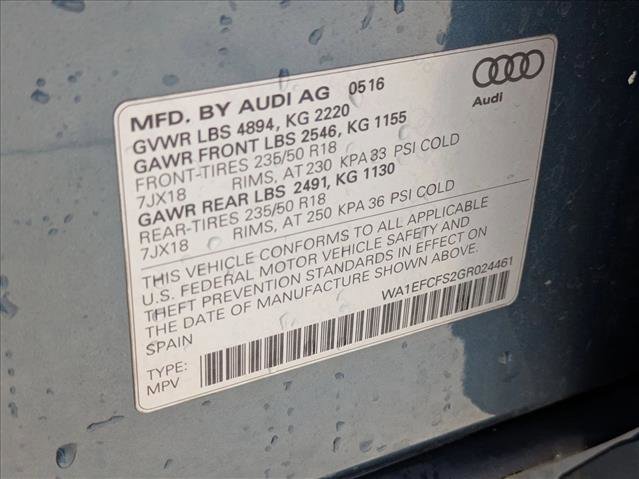 MFD. BY AUDI AG 0516
GVWR LBS 4894, KG 2220
GAWR FRONT LBS 2546, KG 1155
FRONT-TIRES 235/50 R18
7JX18 RIMS, AT 230 KPA 33 PSI COLD
GAWR REAR LBS 2491, KG 1130
REAR-TIRES 235/50 R18
7JX18 RIMS, AT 250 KPA 36 PSI COLD
THIS VEHICLE CONFORMS TO ALL APPLICABLE
U.S. FEDERAL MOTOR VEHICLE SAFETY AND
THEFT PREVENTION STANDARDS IN EFFECT ON
THE DATE OF MANUFACTURE SHOWN ABOVE.
SPAIN
WA1EFCFS2GR024461
TYPE:
MPV
Audi